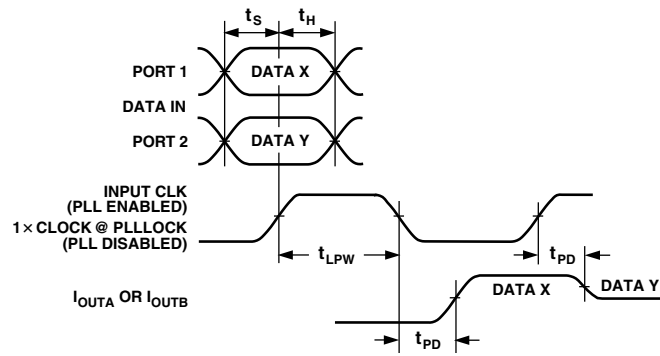 tS
tH
PORT 1
DATA X
DATA IN
PORT 2
DATA Y
INPUT CLK
(PLL ENABLED)
1× CLOCK @ PLLLOCK
(PLL DISABLED)
tLPW
tPD
IOUTA OR IOUTB
DATA X
DATA Y
tPD